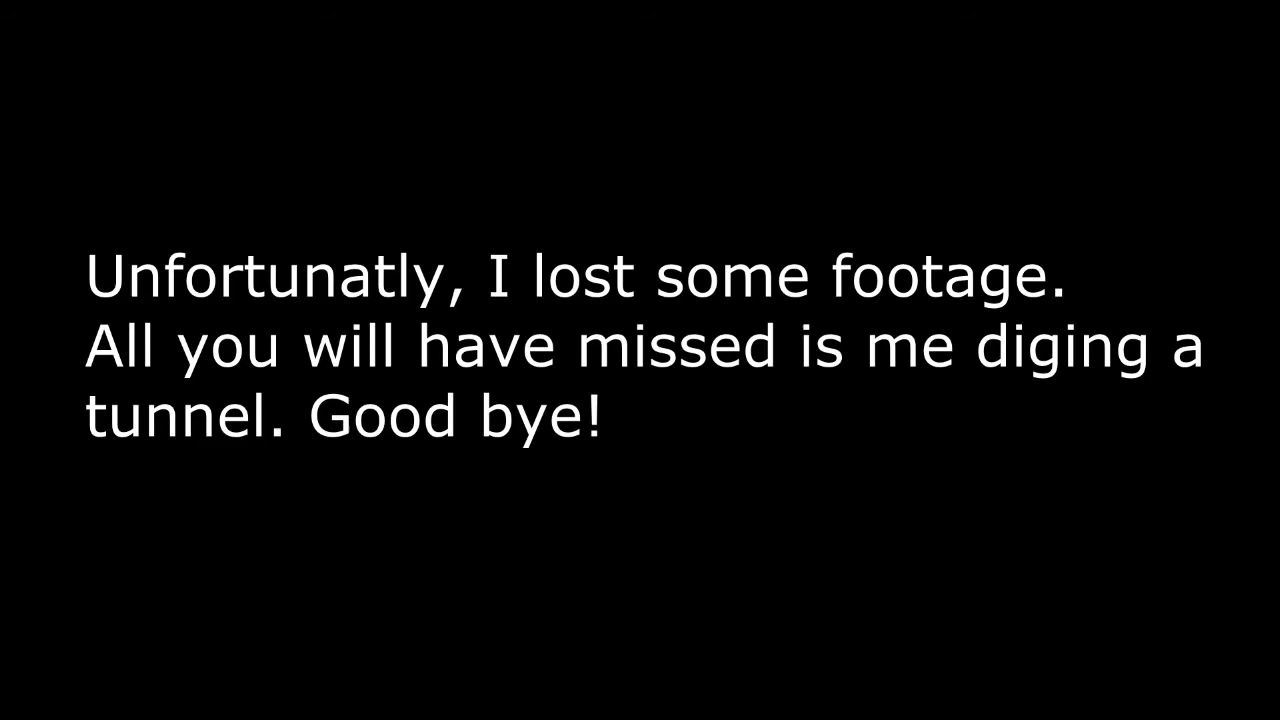 Unfortunatly, I lost some footage.
All you will have missed is me diging a
tunnel. Good bye!